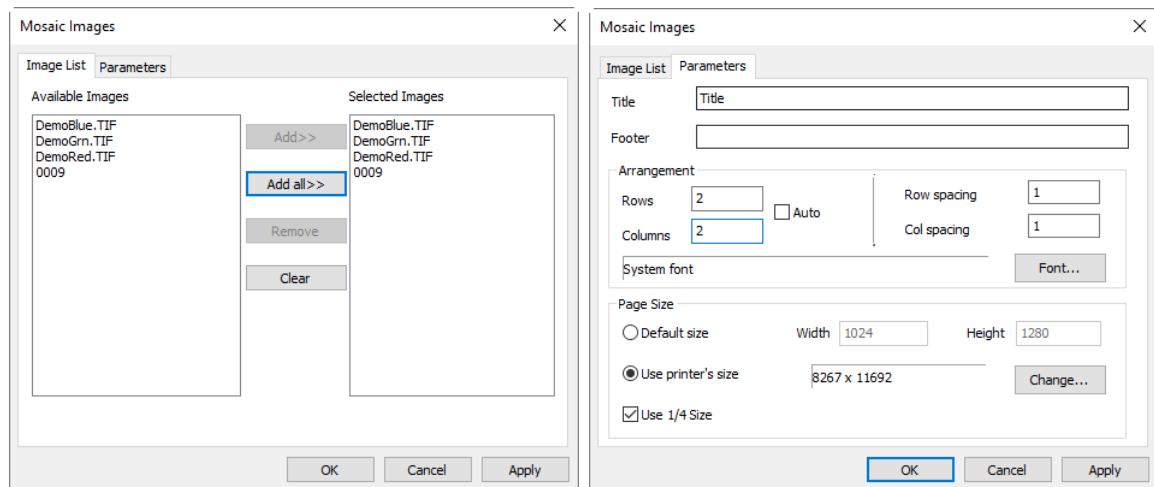 Mosaic Images
Image List Parameters
Available Images
Selected Images
DemoBlue.TIF
DemoGrn.TIF
DemoRed.TIF
0009
Add>>
Add all>>
Remove
Clear
DemoBlue.TIF
DemoGrn.TIF
DemoRed.TIF
0009
OK Cancel Apply
Mosaic Images
Image List Parameters
Title Title
Footer
Arrangement
Rows 2
Auto
Columns 2
Row spacing 1
Col spacing 1
System font Font...
Page Size
Default size Width 1024 Height 1280
Use printer's size 8267 x 11692 Change...
Use 1/4 Size
OK Cancel Apply